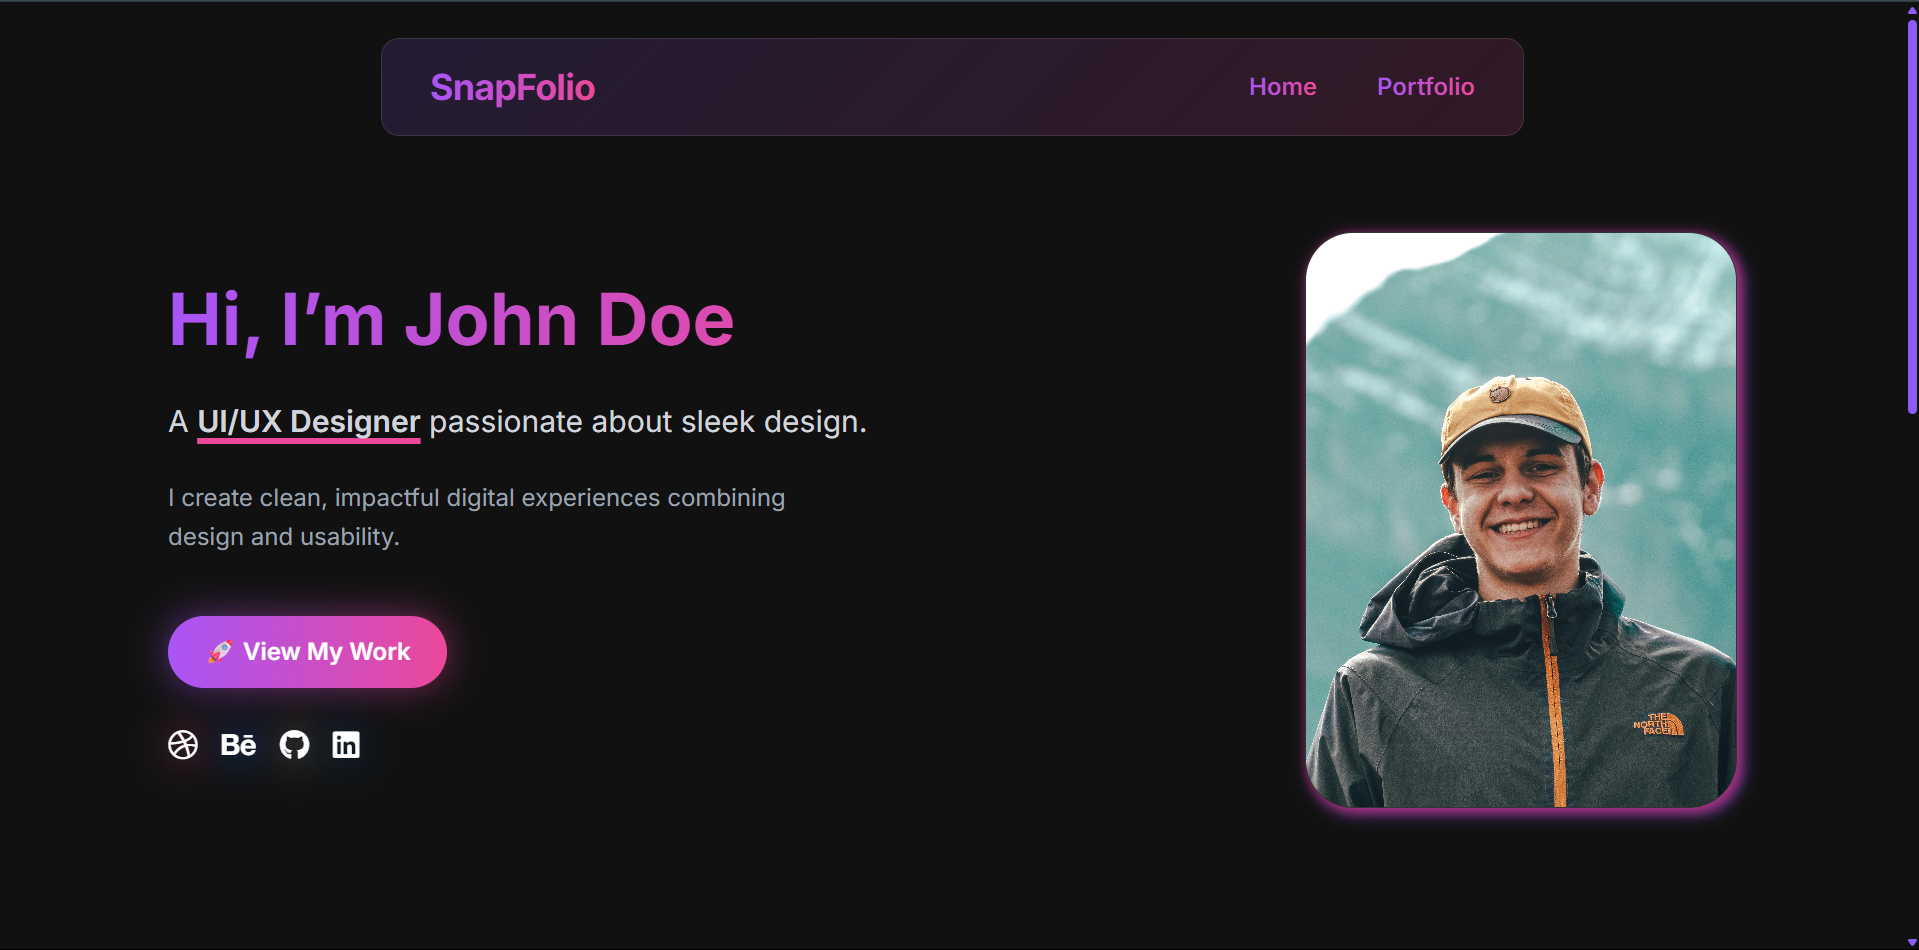 SnapFolio
Home
Portfolio
Hi, I’m John Doe
A UI/UX Designer passionate about sleek design.
I create clean, impactful digital experiences combining
design and usability.
🚀 View My Work
Bē
in
THE
NORTH
FACE